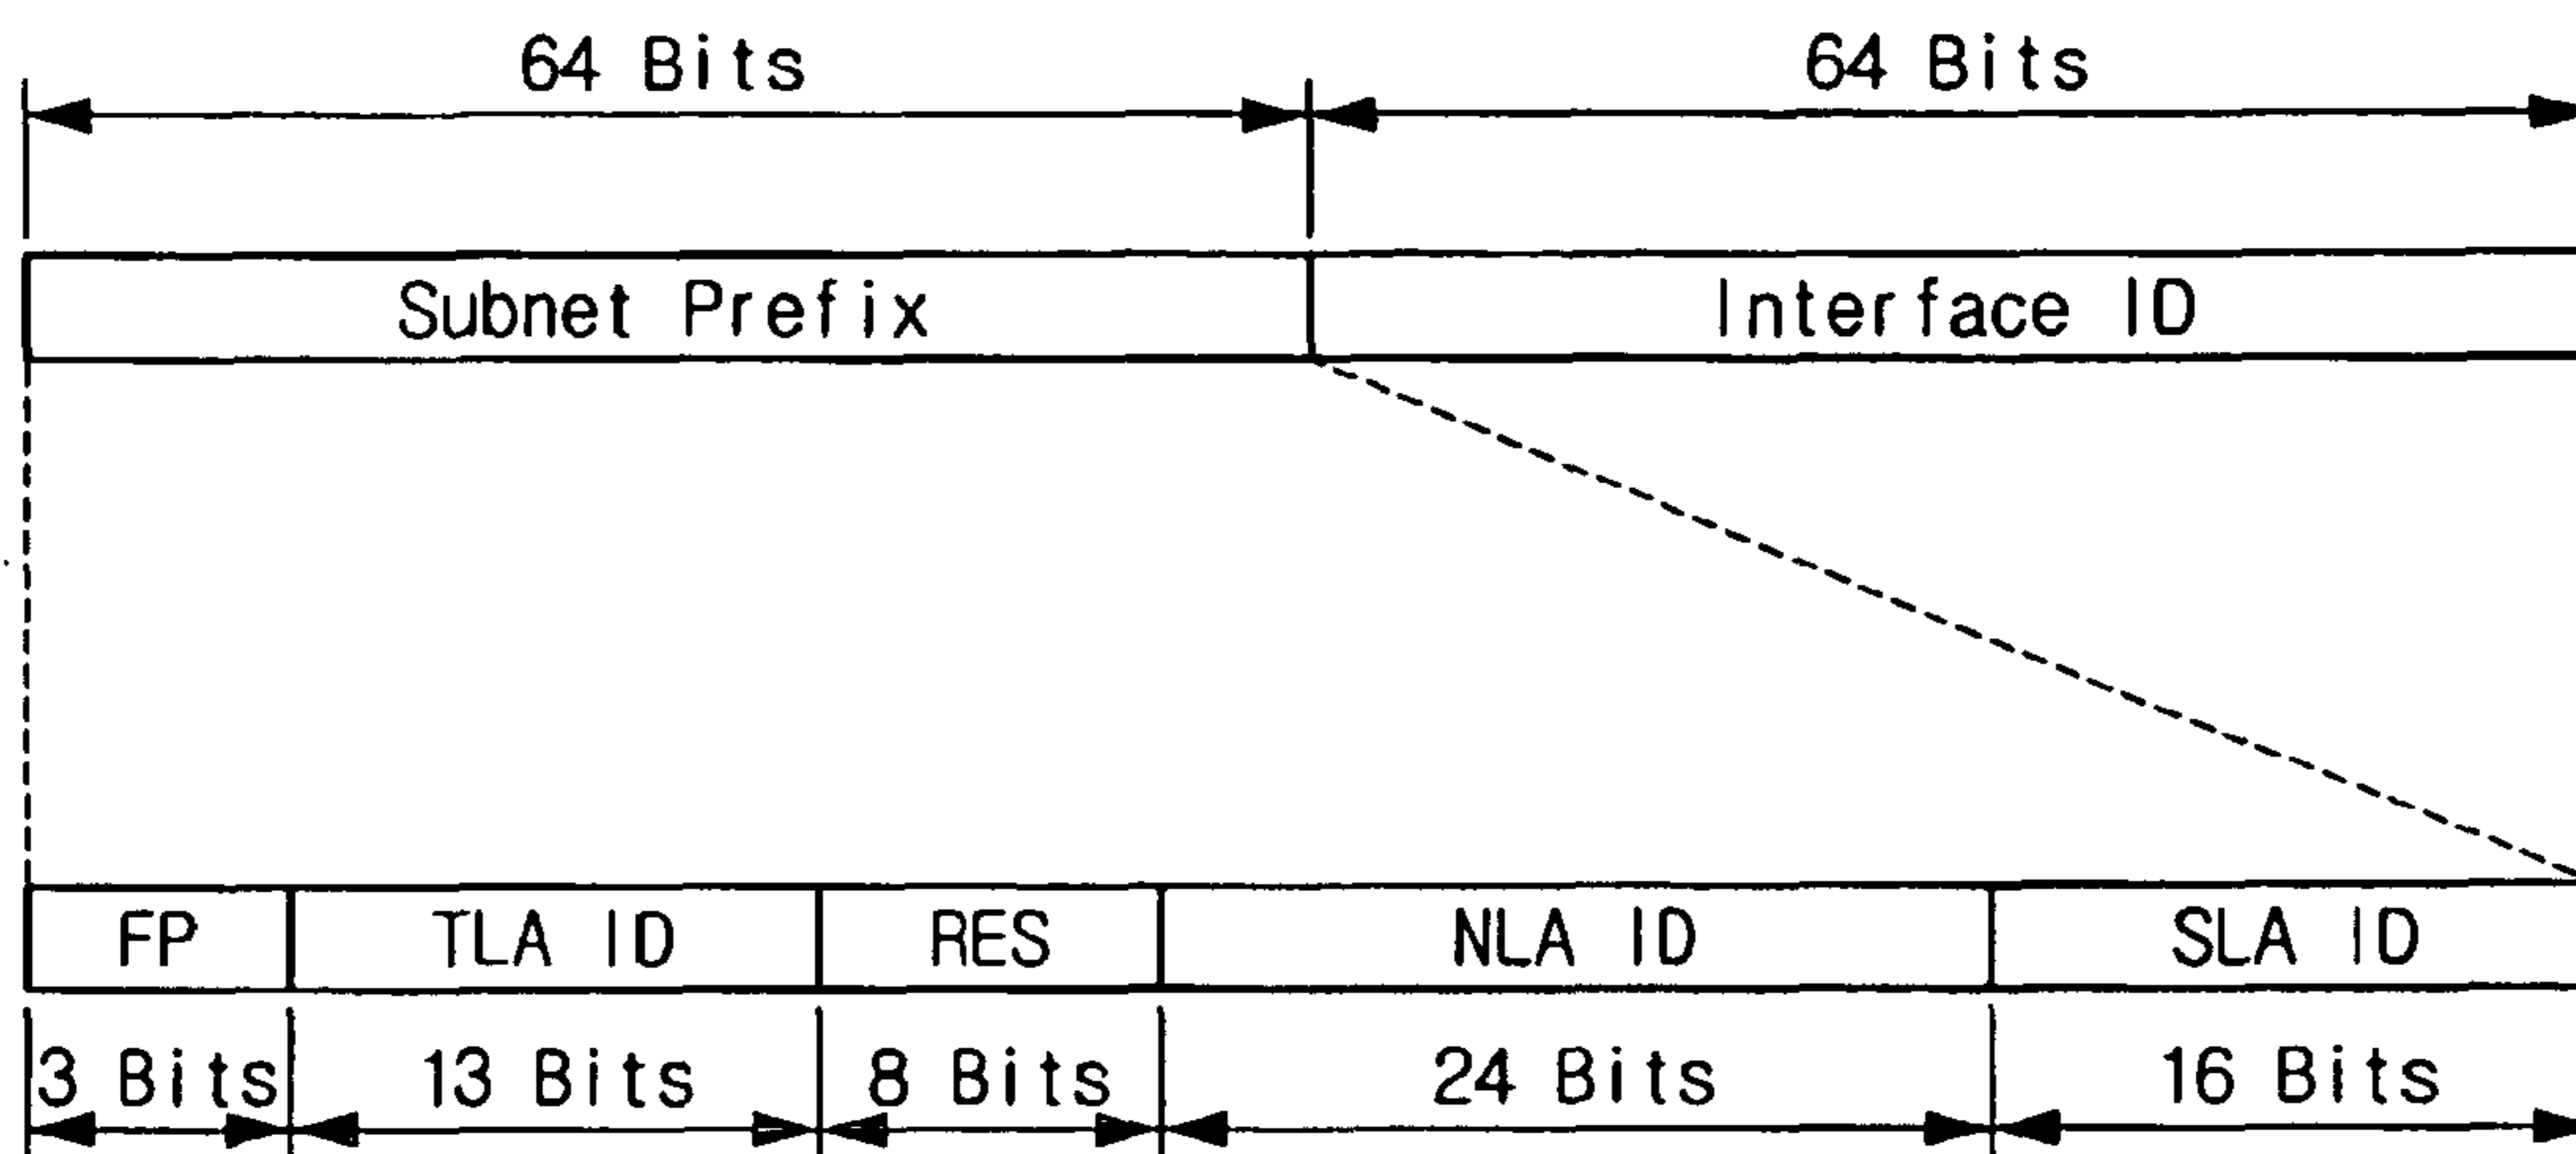 64 Bits 64 Bits
Subnet Prefix Interface ID
FP TLA ID RES NLA ID SLA ID
3 Bits 13 Bits 8 Bits 24 Bits 16 Bits